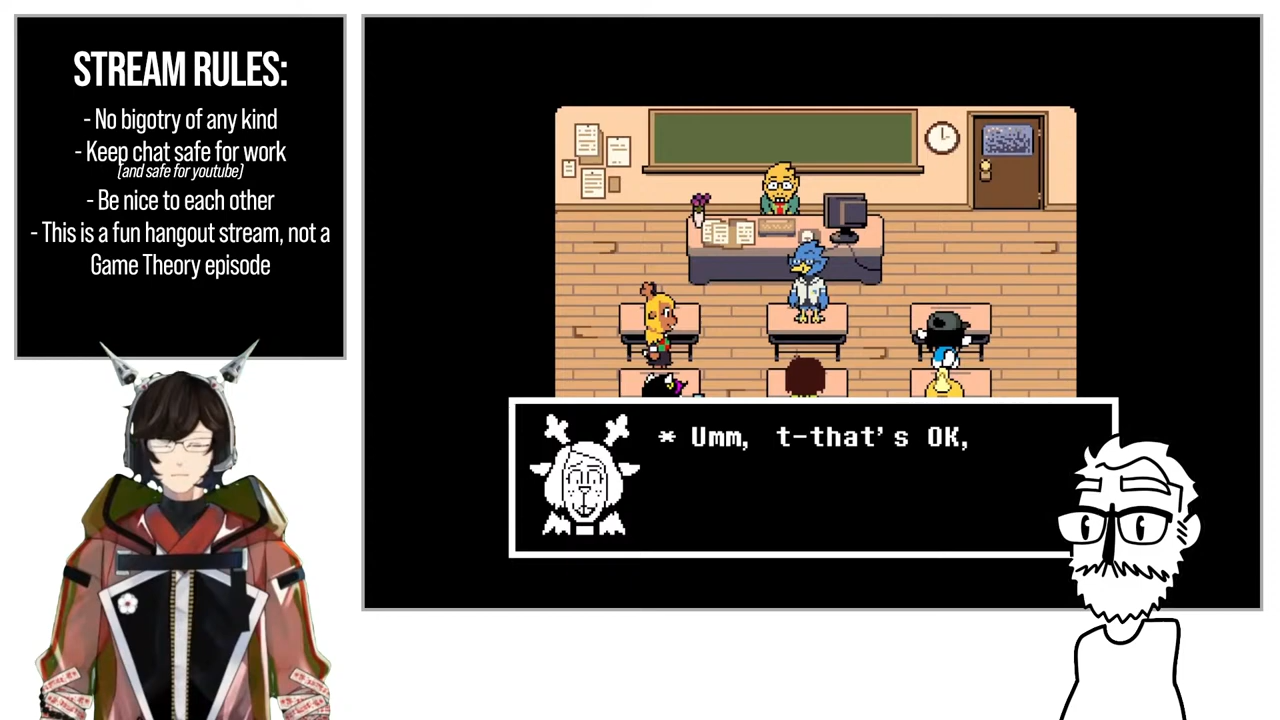 STREAM RULES:
- No bigotry of any kind
- Keep chat safe for work
(and safe for youtube)
- Be nice to each other
- This is a fun hangout stream, not a
Game Theory episode
* Umm, t-that's OK,